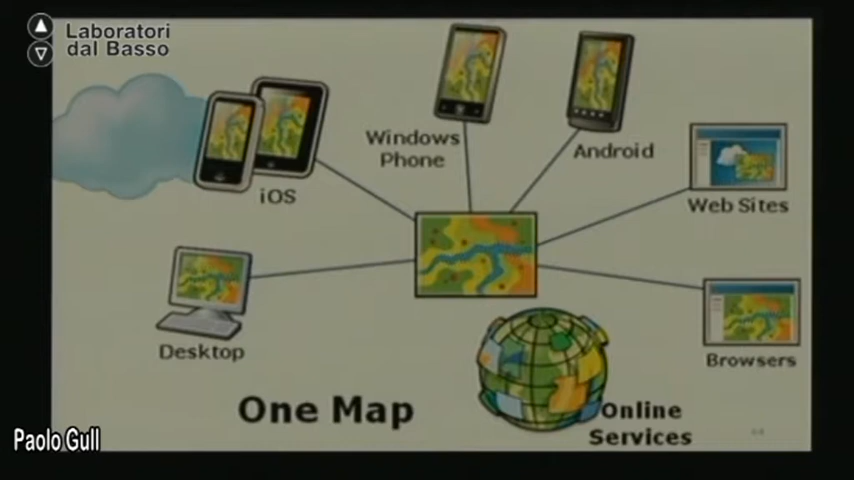 Laboratori
dal Basso
Windows
Phone
Android
iOS
Web Sites
Desktop
Browsers
One Map
Online
Services
Paolo Gull